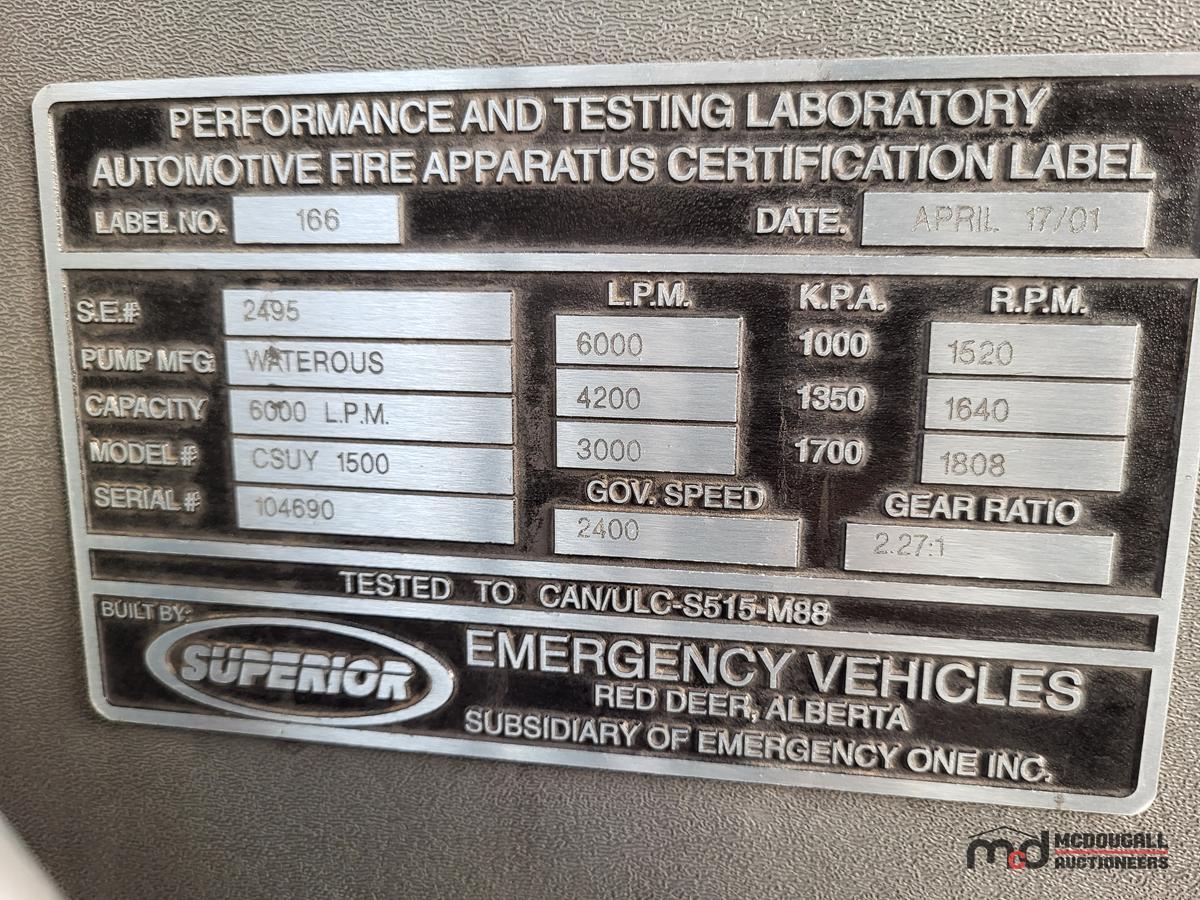 PERFORMANCE AND TESTING LABORATORY
AUTOMOTIVE FIRE APPARATUS CERTIFICATION LABEL
LABEL NO. 166 DATE. APRIL 17/01
S.E.# 2495
PUMP MFG. WATEROUS
CAPACITY 6000 L.P.M.
MODEL # CSUY 1500
SERIAL # 104690
L.P.M. K.P.A. R.P.M.
6000 1000 1520
4200 1350 1640
3000 1700 1808
GOV. SPEED GEAR RATIO
2400 2.27:1
TESTED TO CAN/ULC-S515-M88
BUILT BY:
SUPERIOR
EMERGENCY VEHICLES
RED DEER, ALBERTA
SUBSIDIARY OF EMERGENCY ONE INC.
mcd MCDOUGALL
AUCTIONEERS